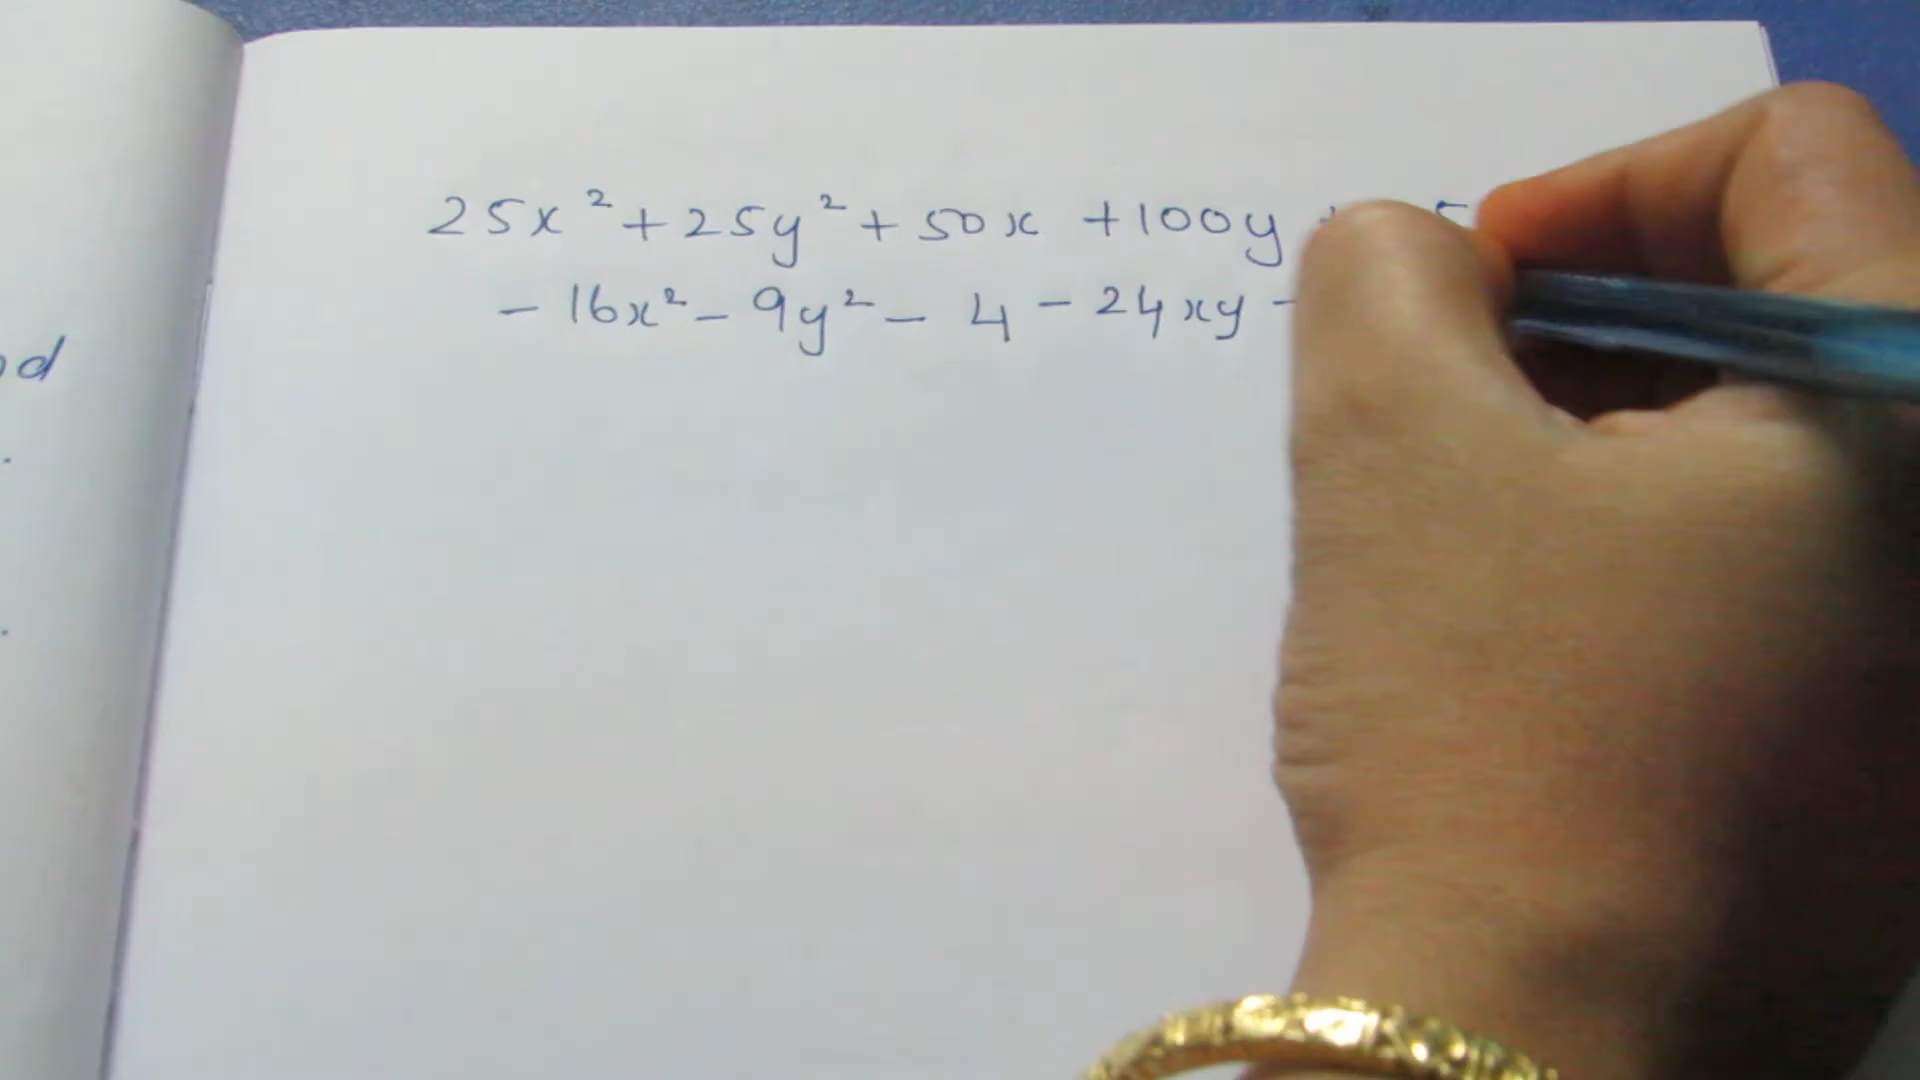 25x² + 25y² + 50x + 100y +
- 16x² - 9y² - 4 - 24xy -